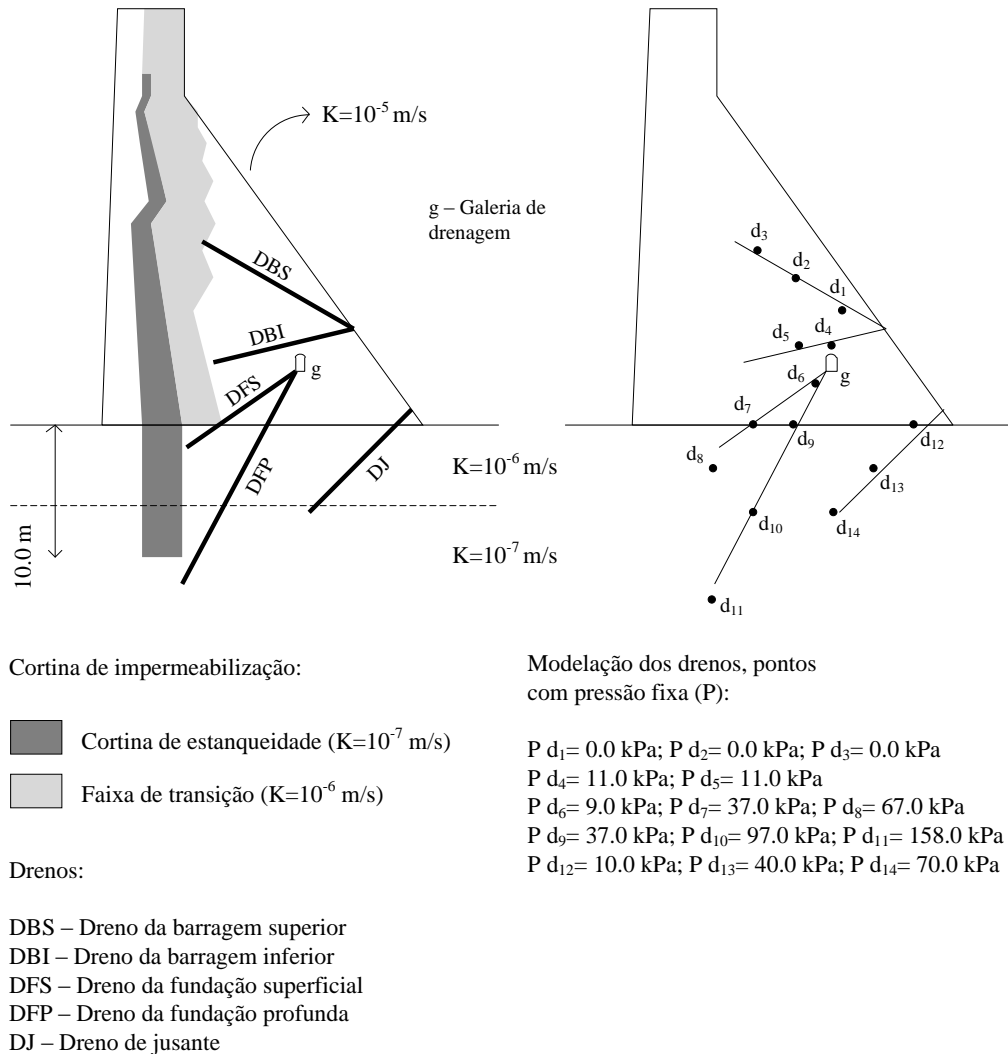 K=10⁻⁵ m/s
g – Galeria de
drenagem
DBS
DBI
g
DFS
DFP
DJ
K=10⁻⁶ m/s
K=10⁻⁷ m/s
10.0 m
d₃
d₂
d₁
d₅
d₄
d₆
g
d₇
d₈
d₉
d₁₂
d₁₃
d₁₀
d₁₄
d₁₁
Cortina de impermeabilização:
Cortina de estanqueidade (K=10⁻⁷ m/s)
Faixa de transição (K=10⁻⁶ m/s)
Drenos:
DBS – Dreno da barragem superior
DBI – Dreno da barragem inferior
DFS – Dreno da fundação superficial
DFP – Dreno da fundação profunda
DJ – Dreno de jusante
Modelação dos drenos, pontos
com pressão fixa (P):
P d₁= 0.0 kPa; P d₂= 0.0 kPa; P d₃= 0.0 kPa
P d₄= 11.0 kPa; P d₅= 11.0 kPa
P d₆= 9.0 kPa; P d₇= 37.0 kPa; P d₈= 67.0 kPa
P d₉= 37.0 kPa; P d₁₀= 97.0 kPa; P d₁₁= 158.0 kPa
P d₁₂= 10.0 kPa; P d₁₃= 40.0 kPa; P d₁₄= 70.0 kPa